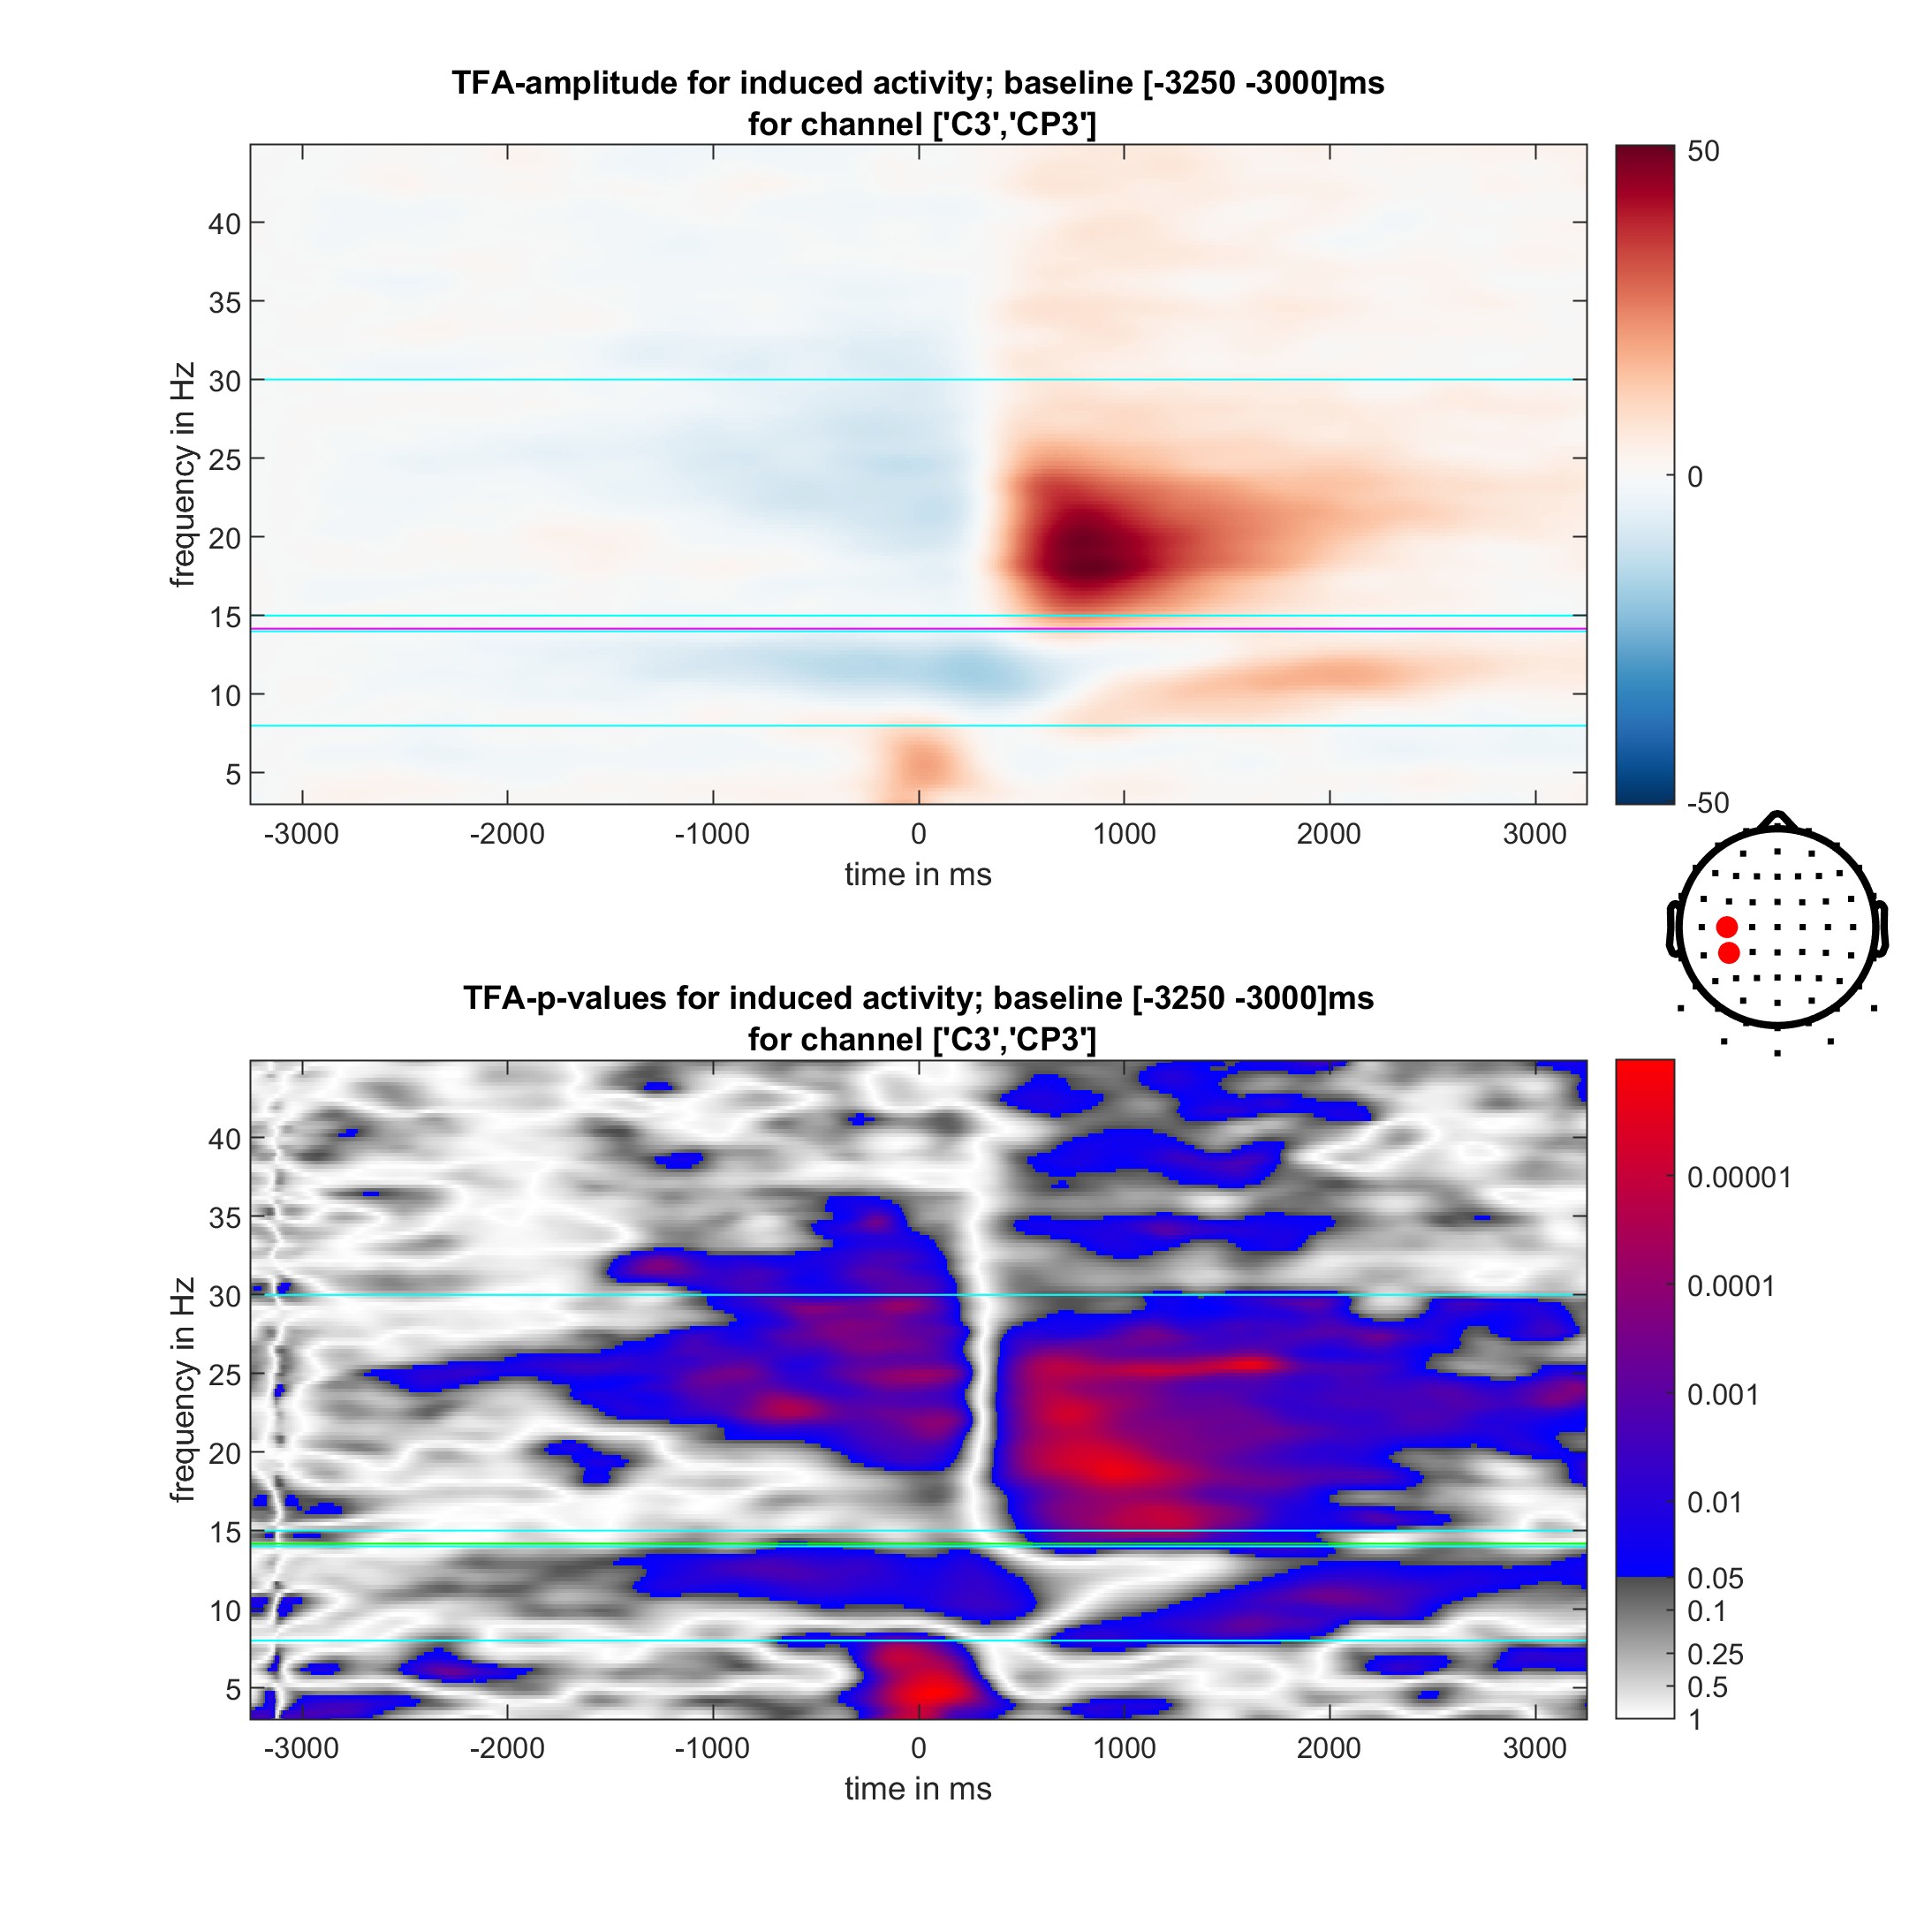 TFA-amplitude for induced activity; baseline [-3250 -3000]ms
for channel ['C3','CP3']
50
0
-50
40
35
30
25
20
15
10
5
frequency in Hz
-3000 -2000 -1000 0 1000 2000 3000
time in ms
TFA-p-values for induced activity; baseline [-3250 -3000]ms
for channel ['C3','CP3']
0.00001
0.0001
0.001
0.01
0.05
0.1
0.25
0.5
1
40
35
30
25
20
15
10
5
frequency in Hz
-3000 -2000 -1000 0 1000 2000 3000
time in ms